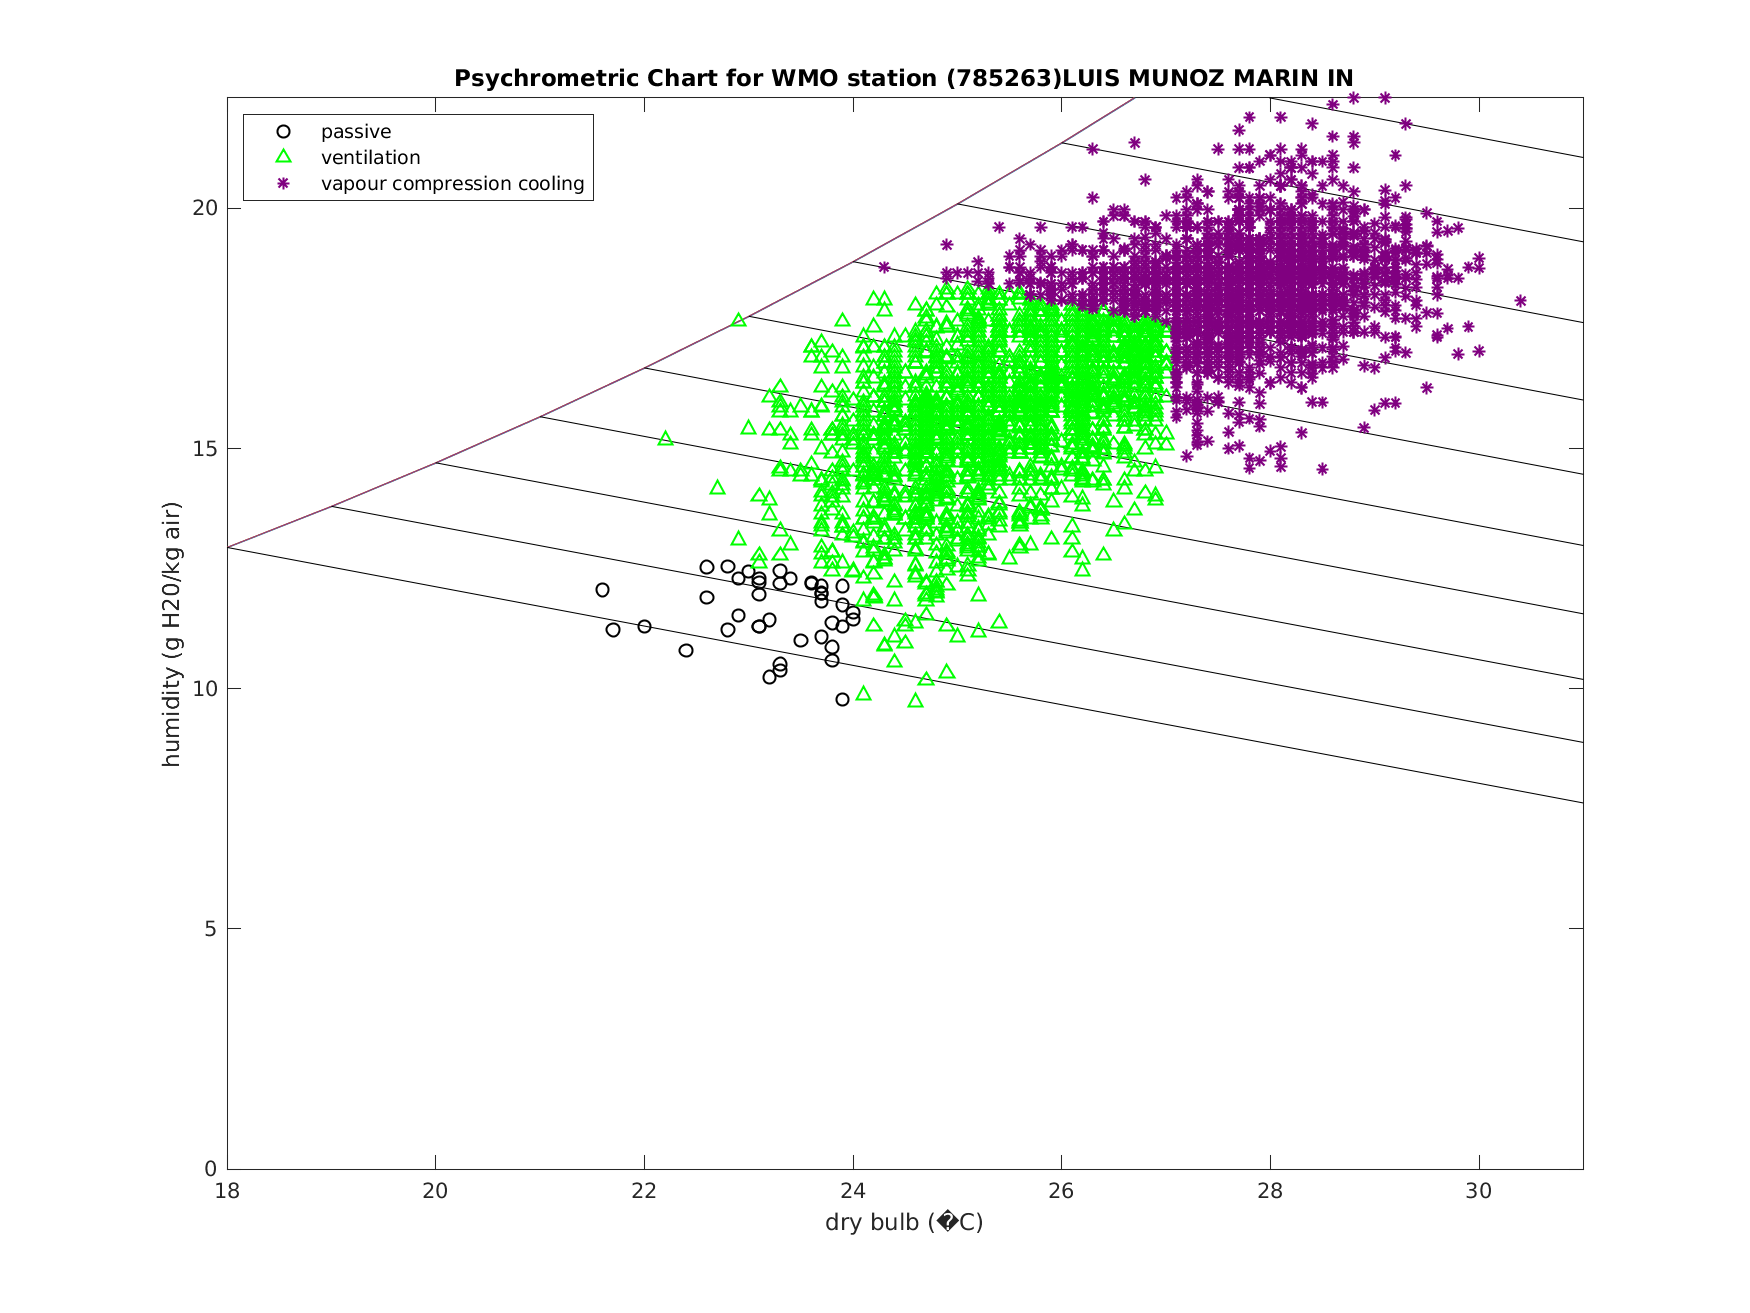 Psychrometric Chart for WMO station (785263)LUIS MUNOZ MARIN IN
passive
ventilation
vapour compression cooling
humidity (g H20/kg air)
20
15
10
5
0
18 20 22 24 26 28 30
dry bulb (�C)